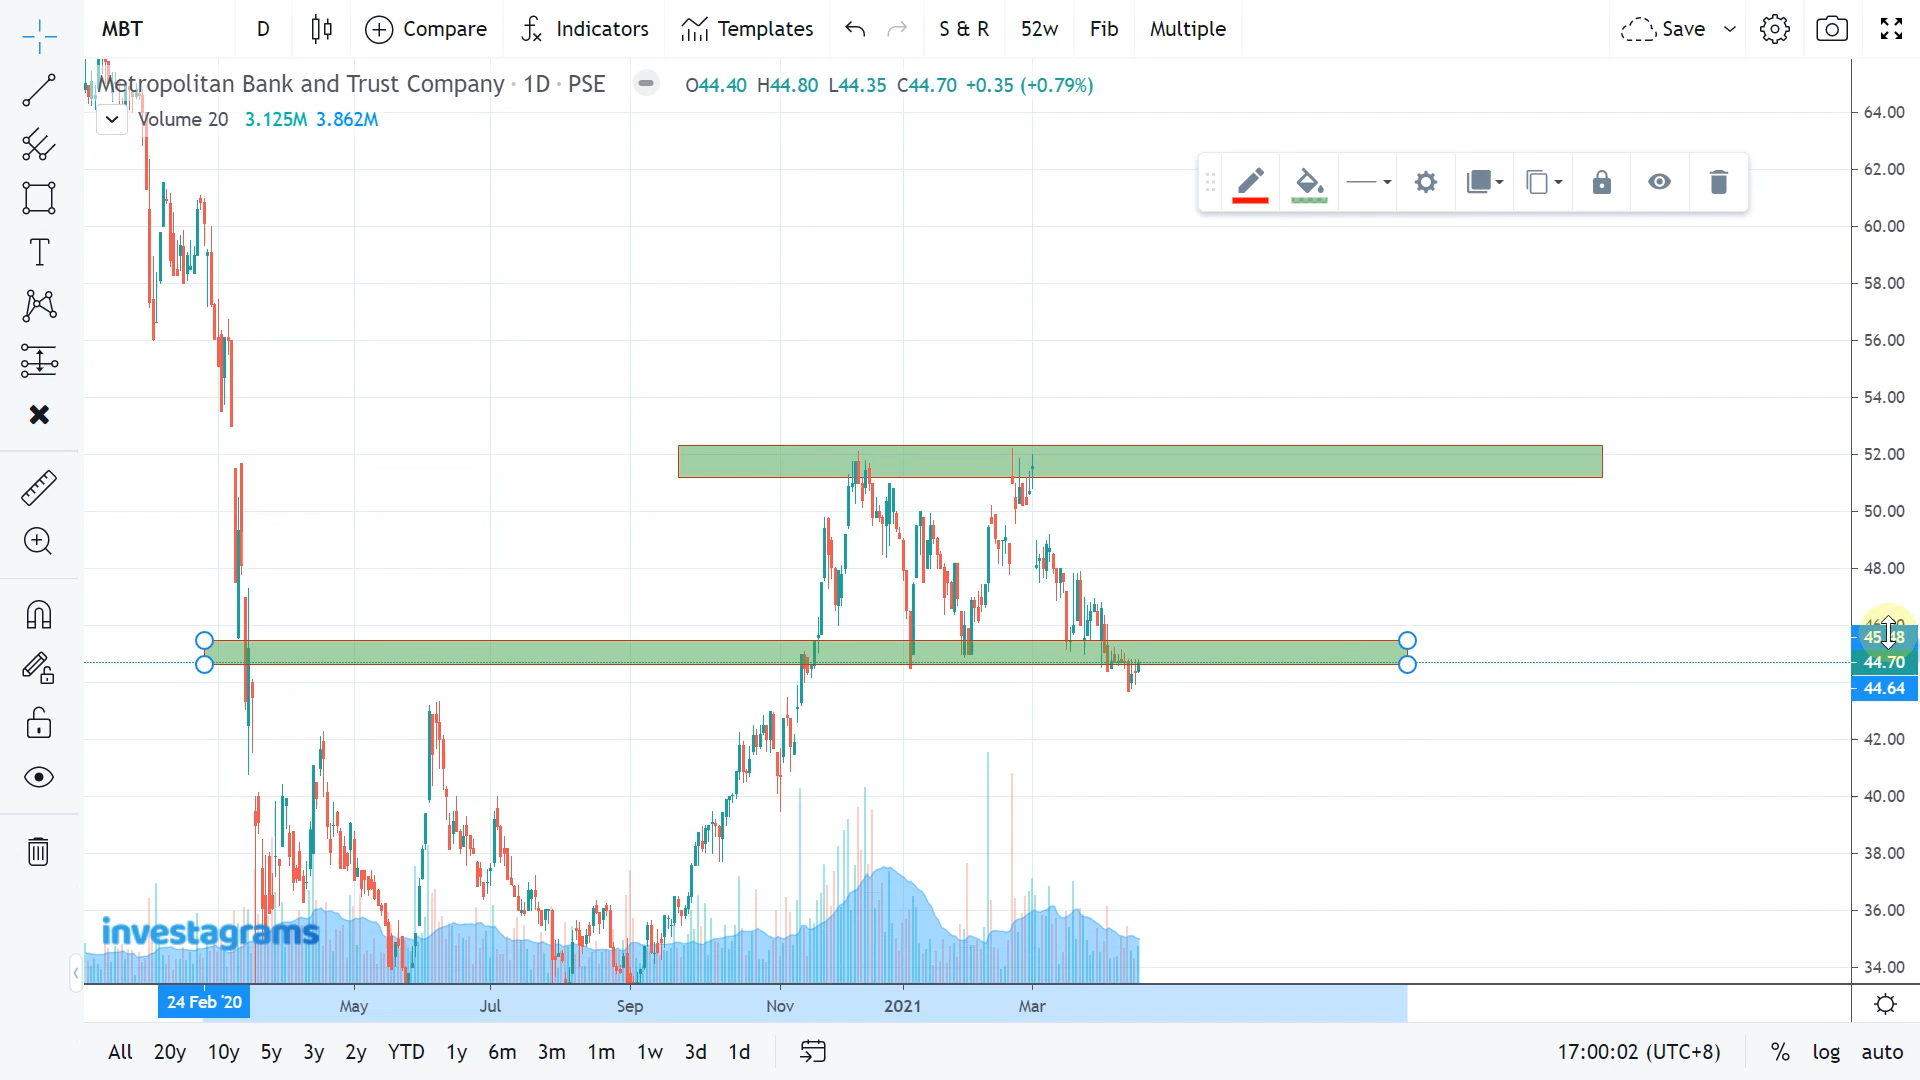 MBT D Compare Indicators Templates S & R 52w Fib Multiple Save
Metropolitan Bank and Trust Company · 1D · PSE O44.40 H44.80 L44.35 C44.70 +0.35 (+0.79%)
Volume 20 3.125M 3.862M
64.00
62.00
60.00
58.00
56.00
54.00
52.00
50.00
48.00
45.48
44.70
44.64
42.00
40.00
38.00
36.00
34.00
investagrams
24 Feb '20 May Jul Sep Nov 2021 Mar
All 20y 10y 5y 3y 2y YTD 1y 6m 3m 1m 1w 3d 1d 17:00:02 (UTC+8) % log auto